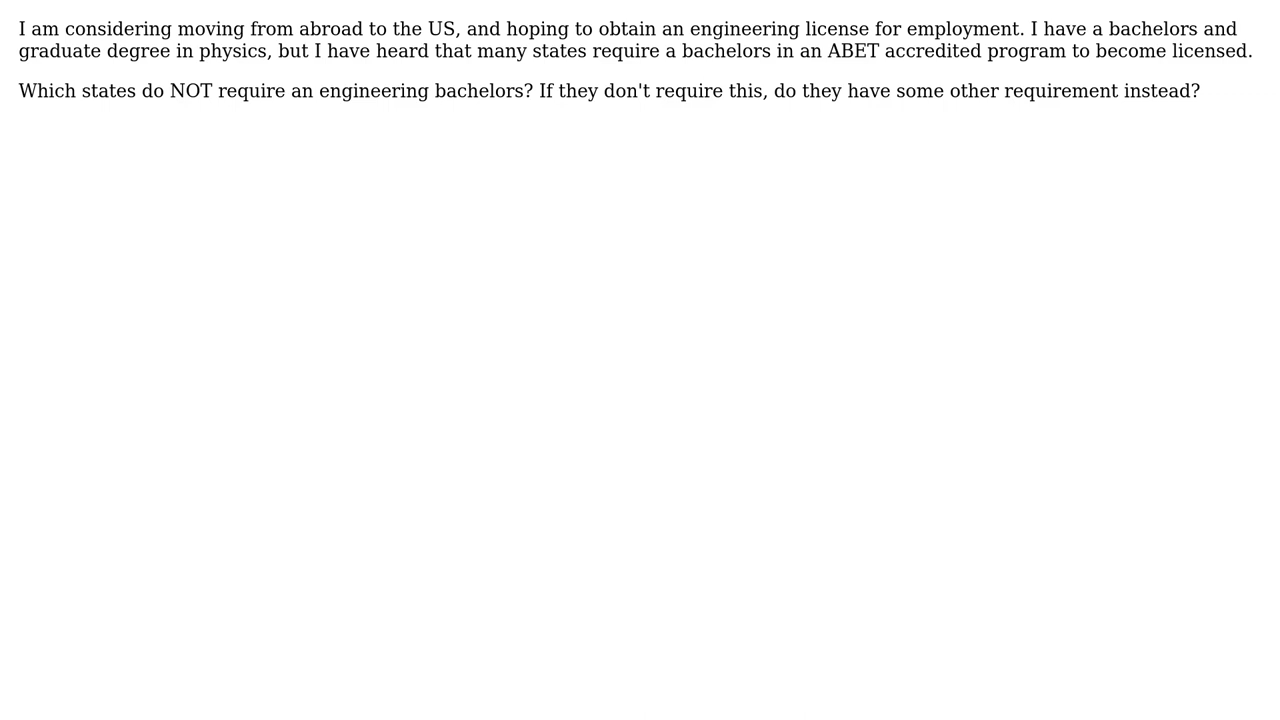 I am considering moving from abroad to the US, and hoping to obtain an engineering license for employment. I have a bachelors and
graduate degree in physics, but I have heard that many states require a bachelors in an ABET accredited program to become licensed.
Which states do NOT require an engineering bachelors? If they don't require this, do they have some other requirement instead?